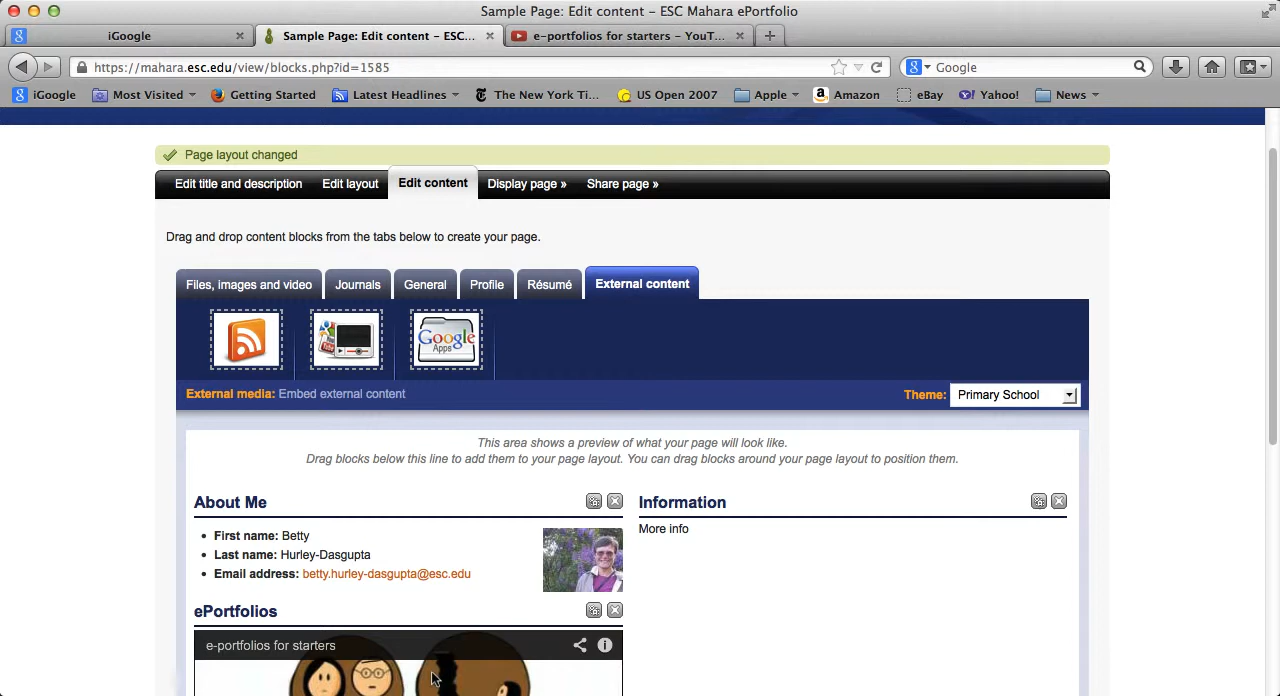 Sample Page: Edit content – ESC Mahara ePortfolio
iGoogle
Sample Page: Edit content – ESC...
e-portfolios for starters – YouT...
https://mahara.esc.edu/view/blocks.php?id=1585
Google
iGoogle
Most Visited
Getting Started
Latest Headlines
The New York Ti...
US Open 2007
Apple
Amazon
eBay
Yahoo!
News
Page layout changed
Edit title and description
Edit layout
Edit content
Display page »
Share page »
Drag and drop content blocks from the tabs below to create your page.
Files, images and video
Journals
General
Profile
Résumé
External content
Google
Apps
External media: Embed external content
Theme: Primary School
This area shows a preview of what your page will look like.
Drag blocks below this line to add them to your page layout. You can drag blocks around your page layout to position them.
About Me
First name: Betty
Last name: Hurley-Dasgupta
Email address: betty.hurley-dasgupta@esc.edu
Information
More info
ePortfolios
e-portfolios for starters